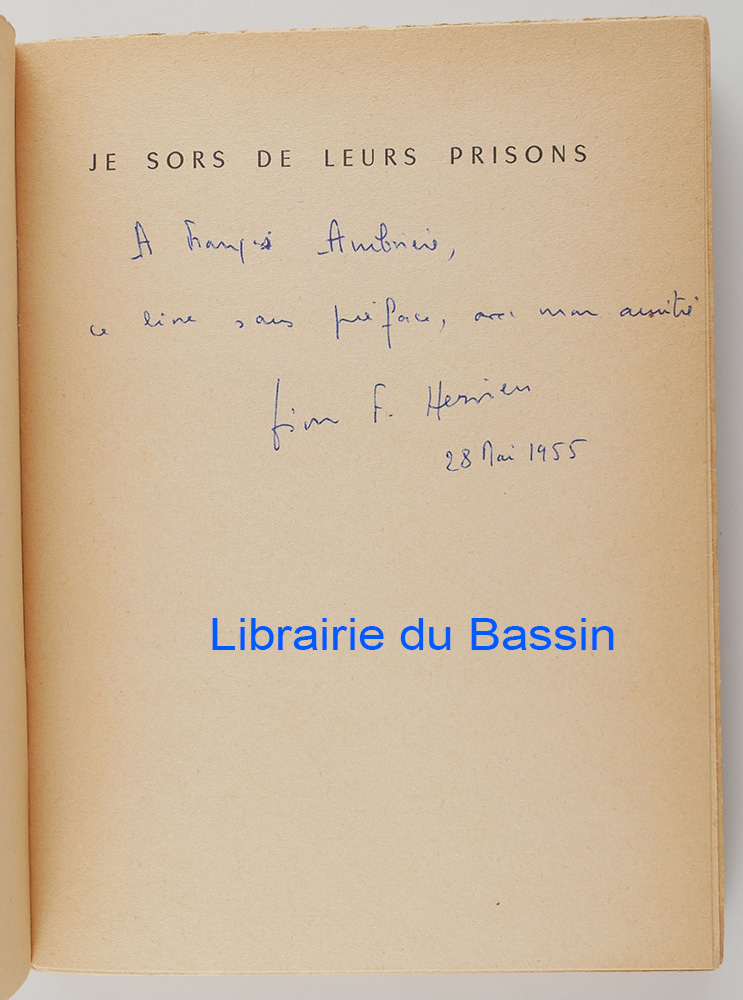 JE SORS DE LEURS PRISONS
A François Ambrière,
ce livre sans préface, avec mon amitié
F. Hervieu
28 Mai 1955
Librairie du Bassin